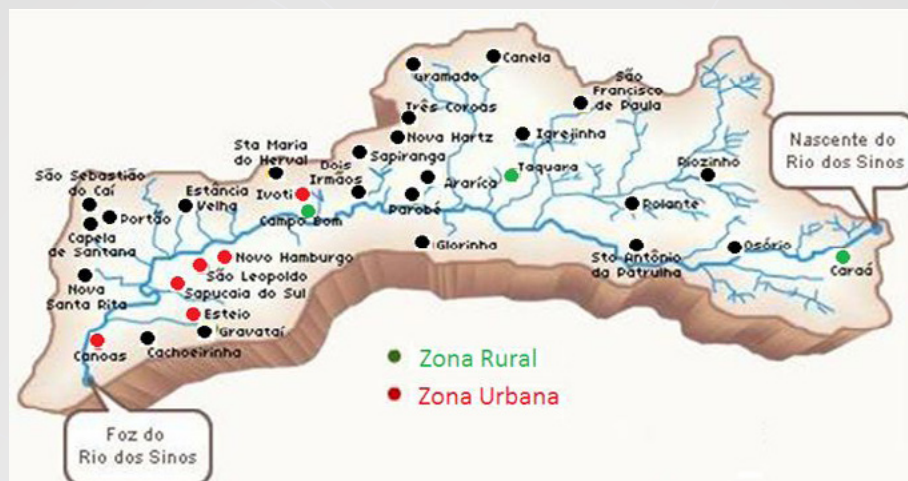 Canela
Gramado
São
Francisco
de Paula
Três Coroas
Nova Hartz
Igrejinha
Nascente do
Rio dos Sinos
Sta Maria
do Herval
Sapiranga
Dois
Irmãos
Taquara
Riozinho
São Sebastião
do Caí
Estância
Velha
Ivoti
Araríca
Portão
Campo Bom
Parobé
Rolante
Capela
de Santana
Glorinha
Sto Antônio
da Patrulha
Osório
Caraá
Novo Hamburgo
São Leopoldo
Nova
Santa Rita
Sapucaia do Sul
Esteio
Gravataí
Cachoeirinha
Canoas
Zona Rural
Zona Urbana
Foz do
Rio dos Sinos